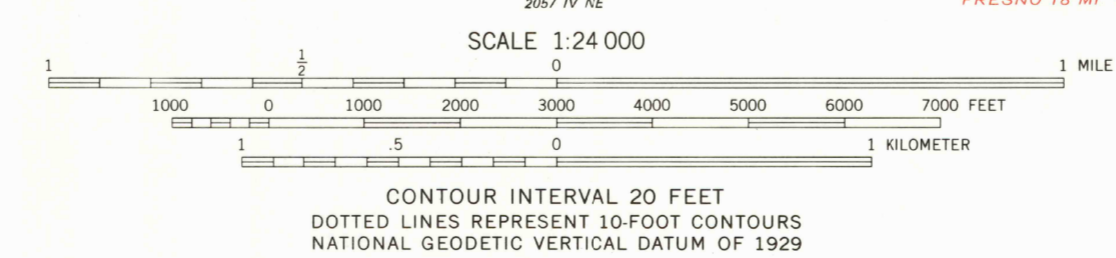 2057 IV NE
FRESNO 18 MI
SCALE 1:24 000
1 1/2 0 1 MILE
1000 0 1000 2000 3000 4000 5000 6000 7000 FEET
1 .5 0 1 KILOMETER
CONTOUR INTERVAL 20 FEET
DOTTED LINES REPRESENT 10-FOOT CONTOURS
NATIONAL GEODETIC VERTICAL DATUM OF 1929